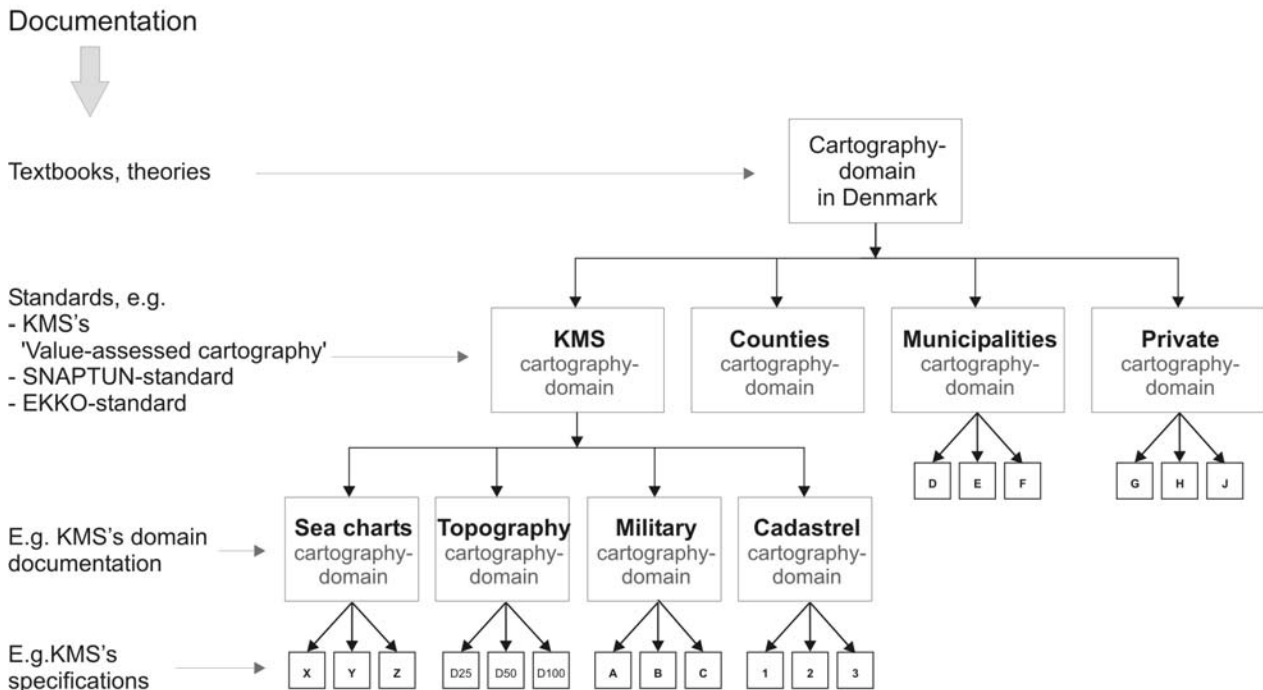 Documentation
Textbooks, theories
Cartography-
domain
in Denmark
Standards, e.g.
- KMS's
'Value-assessed cartography'
- SNAPTUN-standard
- EKKO-standard
KMS
cartography-
domain
Counties
cartography-
domain
Municipalities
cartography-
domain
Private
cartography-
domain
D
E
F
G
H
J
E.g. KMS's domain
documentation
Sea charts
cartography-
domain
Topography
cartography-
domain
Military
cartography-
domain
Cadastrel
cartography-
domain
E.g.KMS's
specifications
X
Y
Z
D25
D50
D100
A
B
C
1
2
3